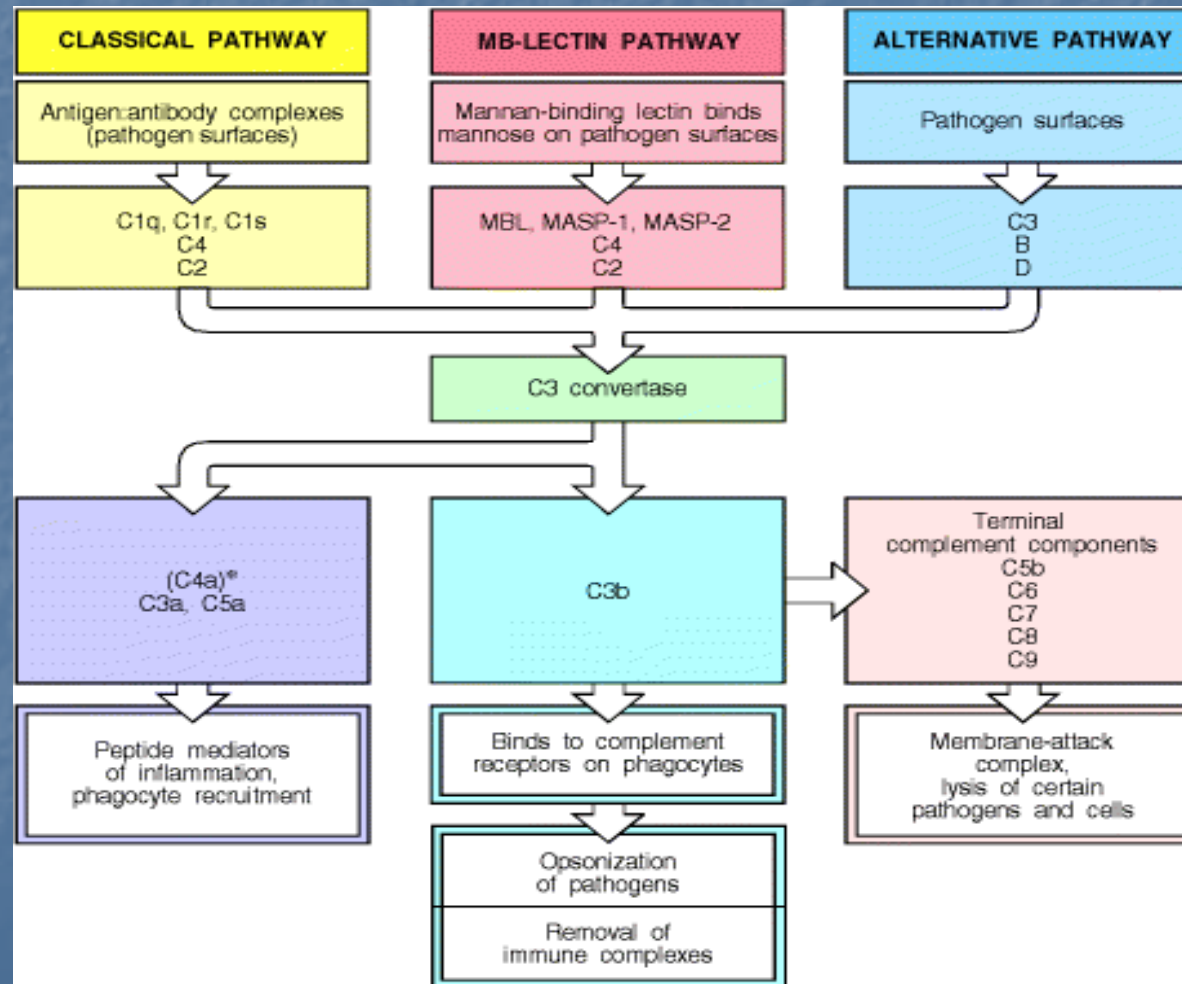 CLASSICAL PATHWAY
MB-LECTIN PATHWAY
ALTERNATIVE PATHWAY
Antigen:antibody complexes
(pathogen surfaces)
Mannan-binding lectin binds
mannose on pathogen surfaces
Pathogen surfaces
C1q, C1r, C1s
C4
C2
MBL, MASP-1, MASP-2
C4
C2
C3
B
D
C3 convertase
(C4a)*
C3a, C5a
C3b
Terminal
complement components
C5b
C6
C7
C8
C9
Peptide mediators
of inflammation,
phagocyte recruitment
Binds to complement
receptors on phagocytes
Membrane-attack
complex,
lysis of certain
pathogens and cells
Opsonization
of pathogens
Removal of
immune complexes